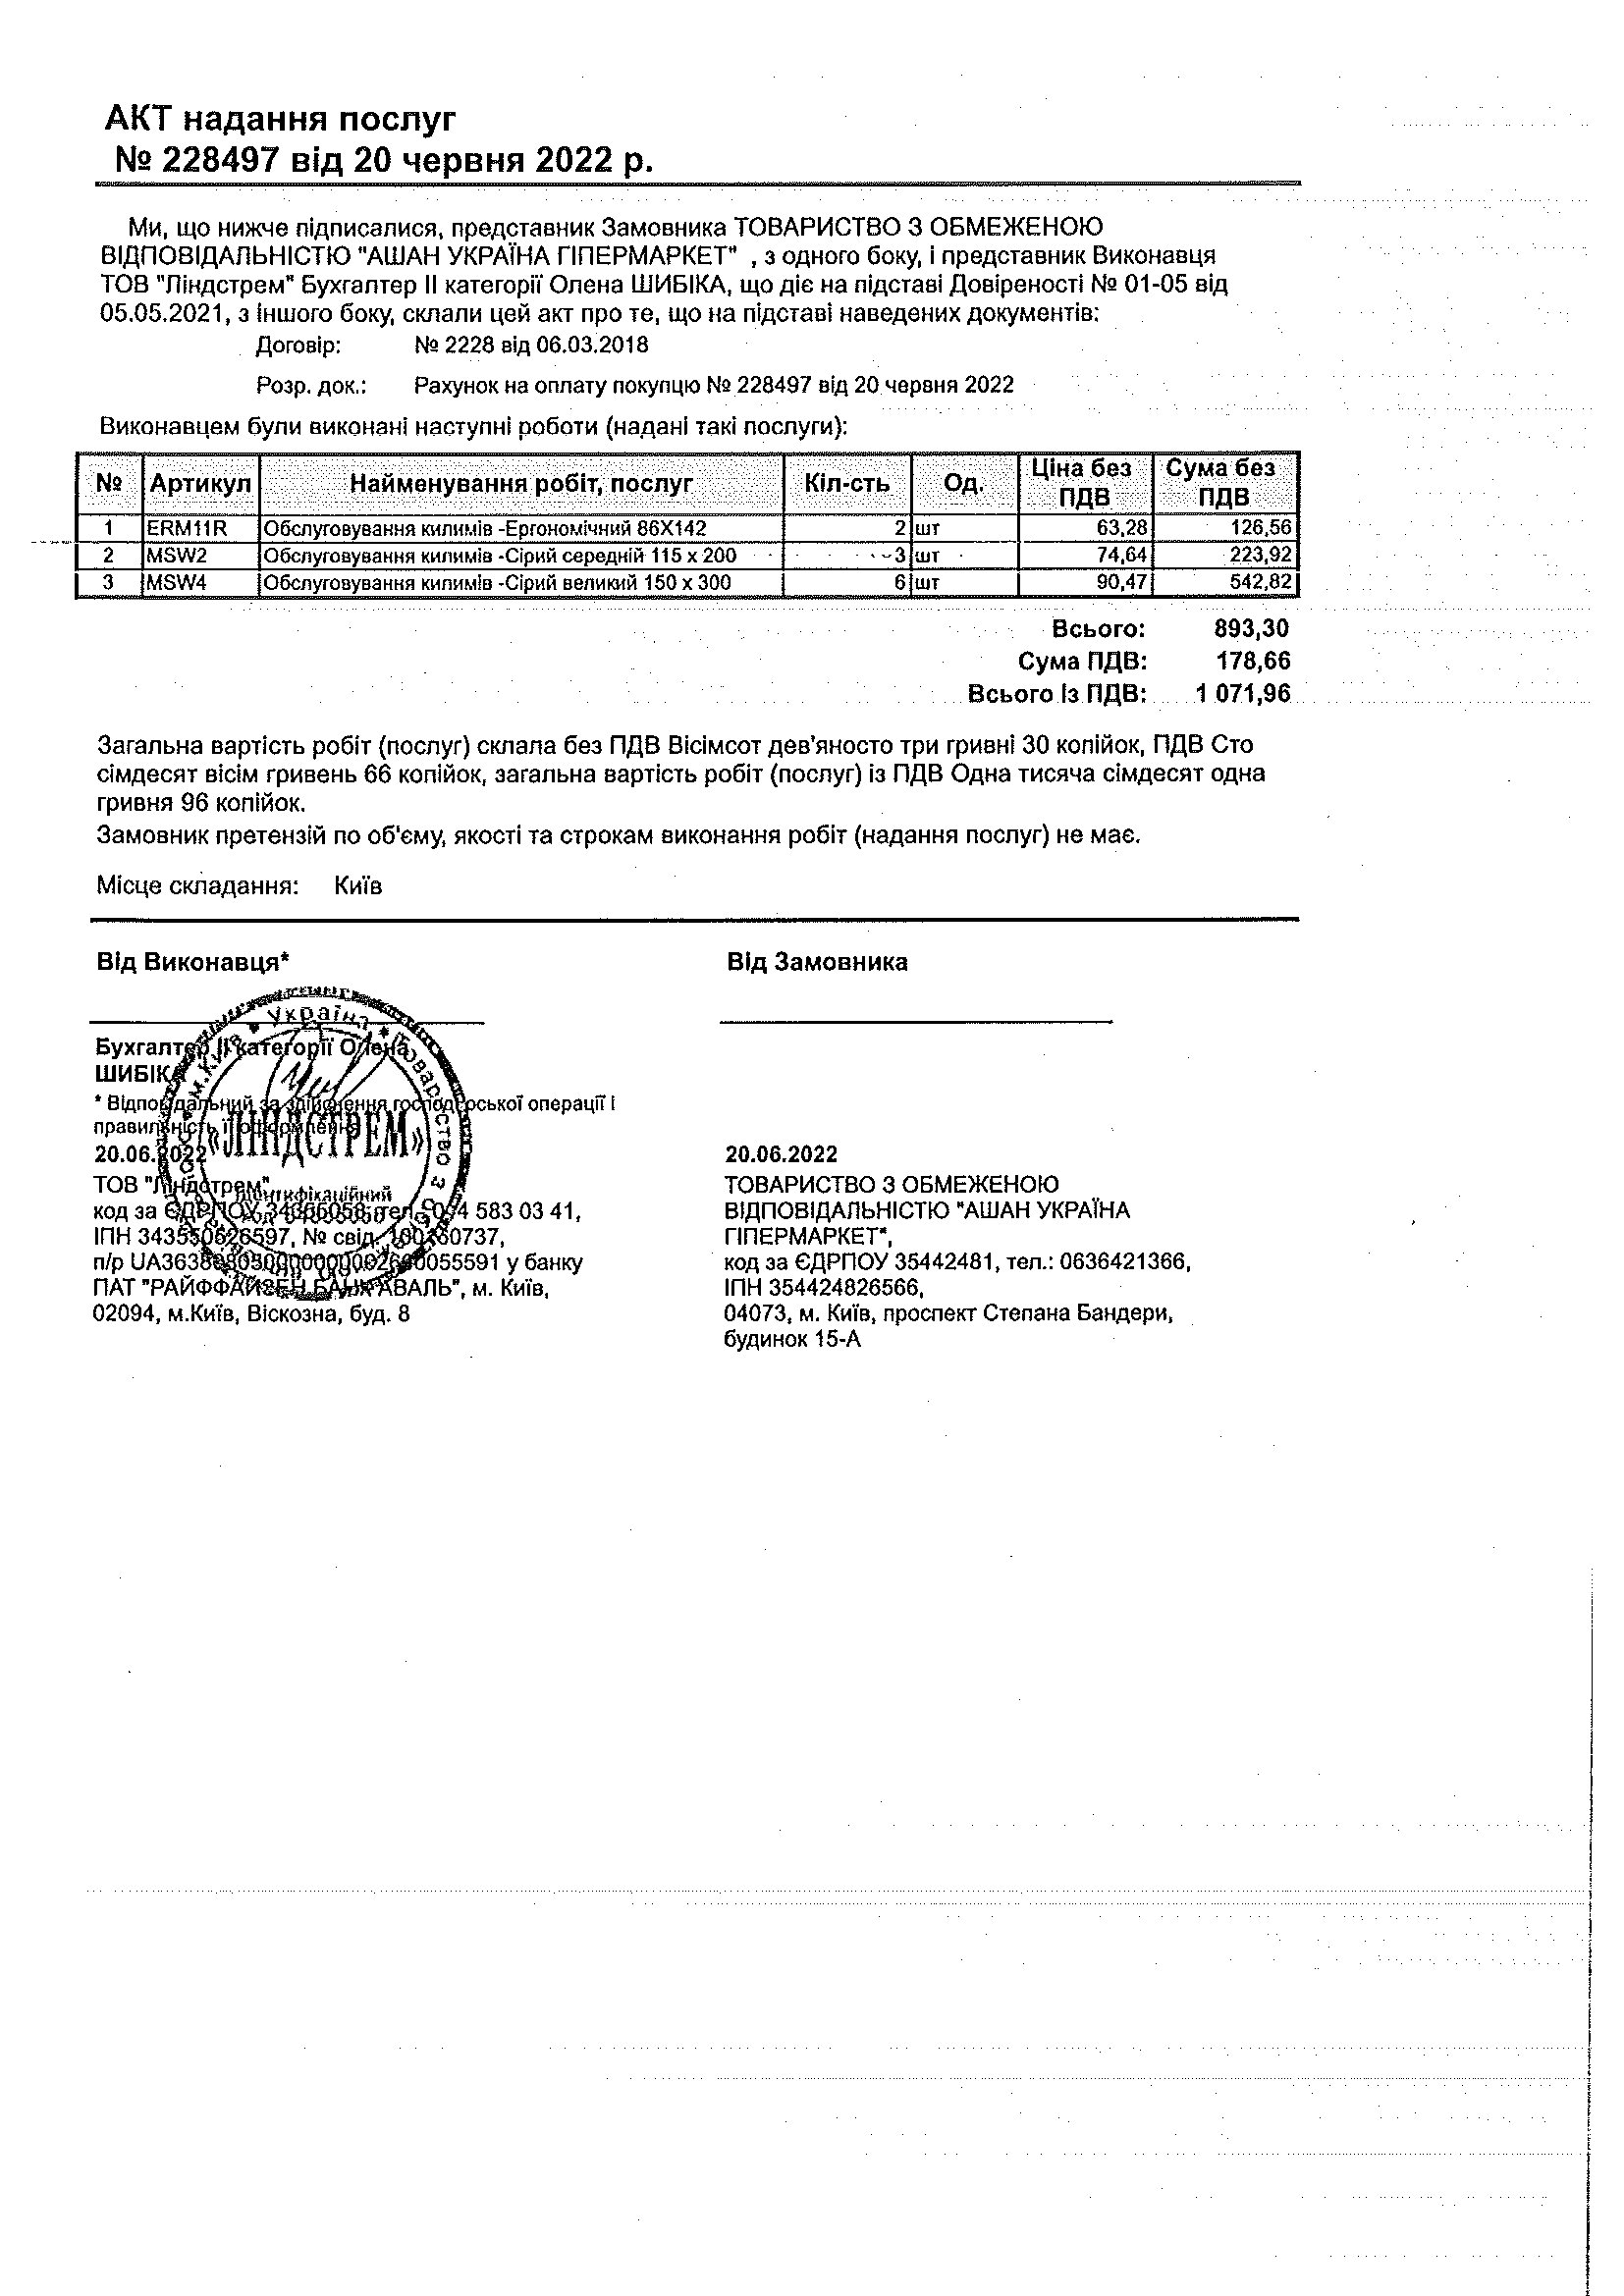 АКТ надання послуг
№ 228497 від 20 червня 2022 р.
Ми, що нижче підписалися, представник Замовника ТОВАРИСТВО З ОБМЕЖЕНОЮ
ВІДПОВІДАЛЬНІСТЮ "АШАН УКРАЇНА ГІПЕРМАРКЕТ" , з одного боку, і представник Виконавця
ТОВ "Ліндстрем" Бухгалтер II категорії Олена ШИБІКА, що діє на підставі Довіреності № 01-05 від
05.05.2021, з іншого боку, склали цей акт про те, що на підставі наведених документів:
Договір: № 2228 від 06.03.2018
Розр. док.: Рахунок на оплату покупцю № 228497 від 20 червня 2022
Виконавцем були виконані наступні роботи (надані такі послуги):
№ Артикул Найменування робіт, послуг Кіл-сть Од. Ціна без ПДВ Сума без ПДВ
1 ERM11R Обслуговування килимів -Ергономічний 86X142 2 шт 63,28 126,56
2 MSW2 Обслуговування килимів -Сірий середній 115 x 200 3 шт 74,64 223,92
3 MSW4 Обслуговування килимів -Сірий великий 150 x 300 6 шт 90,47 542,82
Всього: 893,30
Сума ПДВ: 178,66
Всього із ПДВ: 1 071,96
Загальна вартість робіт (послуг) склала без ПДВ Вісімсот дев'яносто три гривні 30 копійок, ПДВ Сто
сімдесят вісім гривень 66 копійок, загальна вартість робіт (послуг) із ПДВ Одна тисяча сімдесят одна
гривня 96 копійок.
Замовник претензій по об'єму, якості та строкам виконання робіт (надання послуг) не має.
Місце складання: Київ
Від Виконавця*
Бухгалтер II категорії Олена
ШИБІКА
* Відповідальний за здійснення господарської операції і
правильність її оформлення
20.06.2022
ТОВ "Ліндстрем"
код за ЄДРПОУ тел.: 583 03 41,
ІПН 343550626597, № свід.
у банку
ПАТ "РАЙФФАЙЗЕН БАНК АВАЛЬ", м. Київ,
02094, м.Київ, Віскозна, буд. 8
Україна * Товариство з
м.Київ
«ЛІНДСТРЕМ»
Ідентифікаційний
Від Замовника
20.06.2022
ТОВАРИСТВО З ОБМЕЖЕНОЮ
ВІДПОВІДАЛЬНІСТЮ "АШАН УКРАЇНА
ГІПЕРМАРКЕТ",
код за ЄДРПОУ 35442481, тел.: 0636421366,
ІПН 354424826566,
04073, м. Київ, проспект Степана Бандери,
будинок 15-А